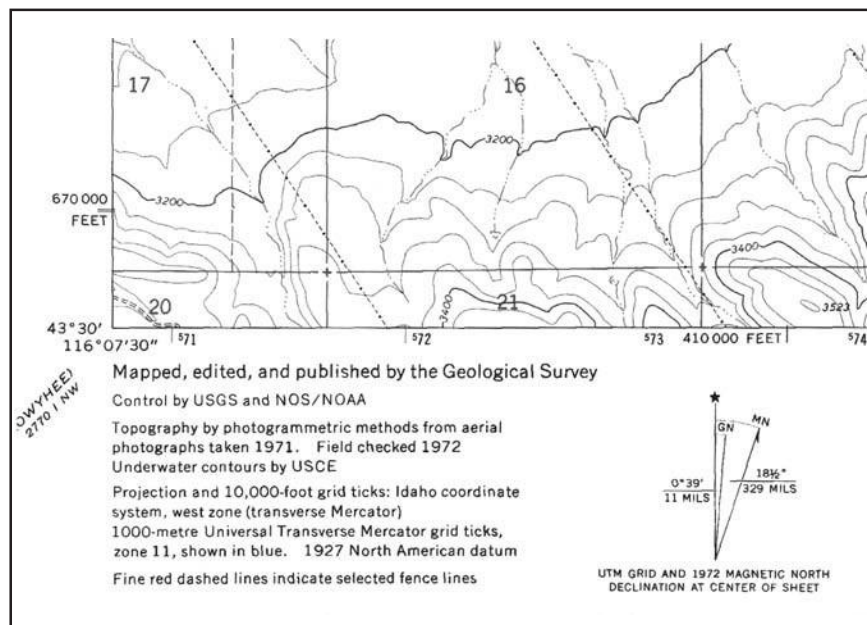 17
16
3200
670 000
FEET
3200
3400
20
3400
21
3523
43°30'
116°07'30"
571
572
573
410 000 FEET
574
(OWYHEE)
2770 I NW
Mapped, edited, and published by the Geological Survey
Control by USGS and NOS/NOAA
Topography by photogrammetric methods from aerial
photographs taken 1971. Field checked 1972
Underwater contours by USCE
Projection and 10,000-foot grid ticks: Idaho coordinate
system, west zone (transverse Mercator)
1000-metre Universal Transverse Mercator grid ticks,
zone 11, shown in blue. 1927 North American datum
Fine red dashed lines indicate selected fence lines
MN
GN
0°39'
11 MILS
18½°
329 MILS
UTM GRID AND 1972 MAGNETIC NORTH
DECLINATION AT CENTER OF SHEET